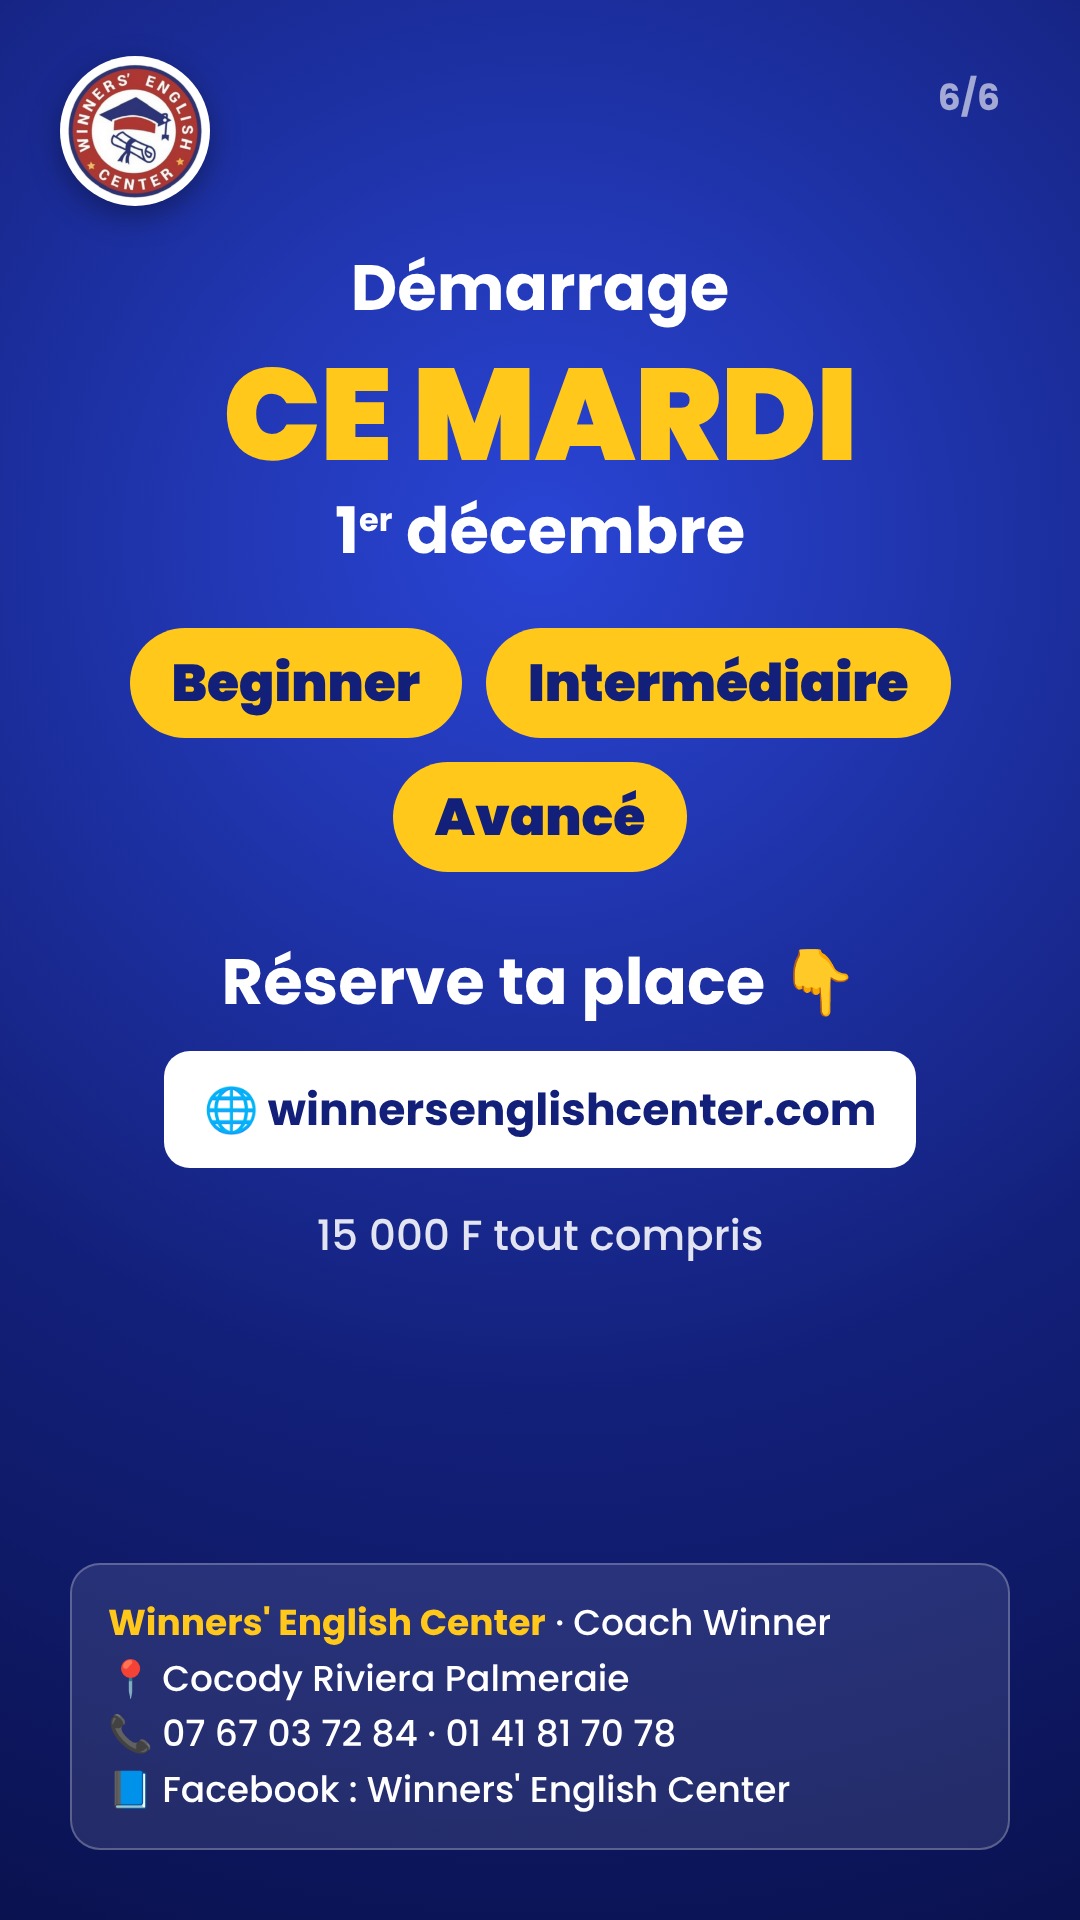 WINNERS' ENGLISH
CENTER
6/6
Démarrage
CE MARDI
1er décembre
Beginner
Intermédiaire
Avancé
Réserve ta place 👇
🌐 winnersenglishcenter.com
15 000 F tout compris
Winners' English Center · Coach Winner
📍 Cocody Riviera Palmeraie
📞 07 67 03 72 84 · 01 41 81 70 78
📘 Facebook : Winners' English Center